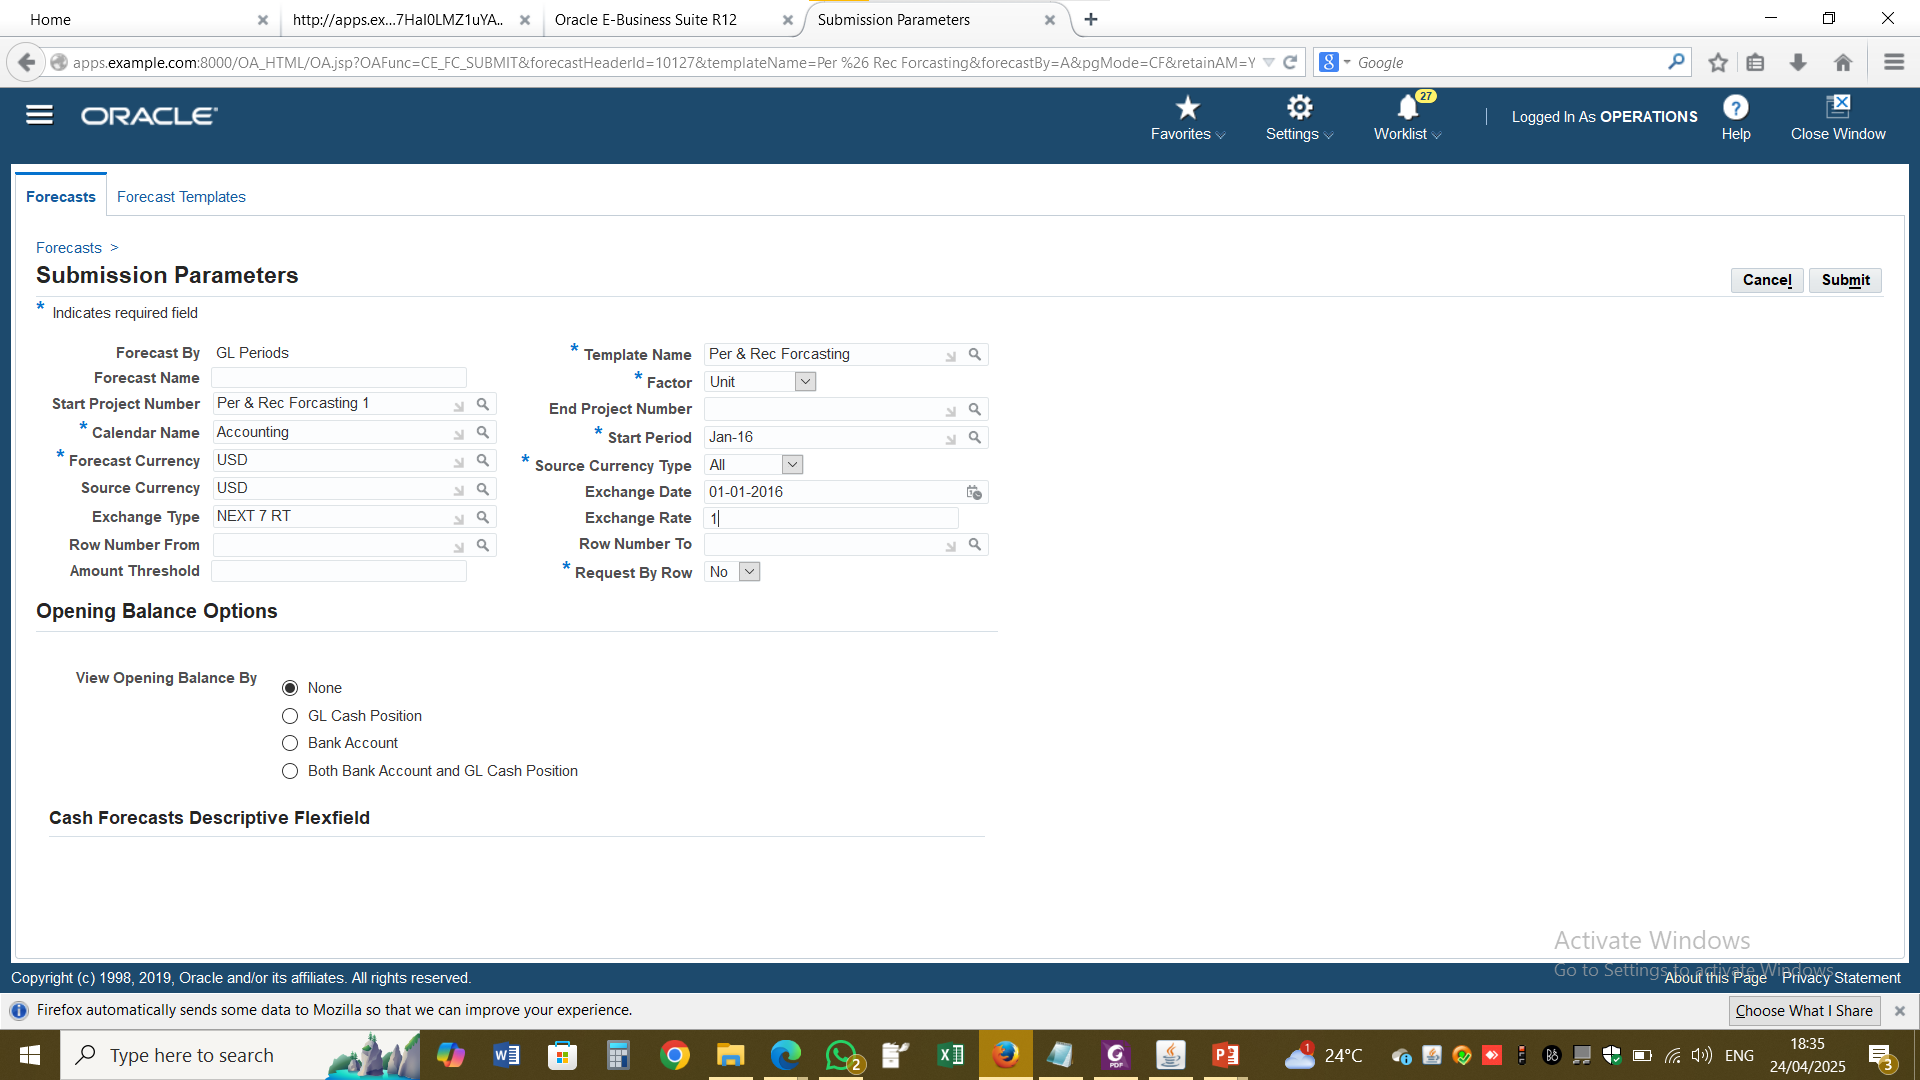 Home
http://apps.ex...7HaI0LMZ1uYA..
Oracle E-Business Suite R12
Submission Parameters
apps.example.com:8000/OA_HTML/OA.jsp?OAFunc=CE_FC_SUBMIT&forecastHeaderId=10127&templateName=Per %26 Rec Forcasting&forecastBy=A&pgMode=CF&retainAM=Y
8
Google
ORACLE
Favorites
Settings
27
Worklist
Logged In As OPERATIONS
Help
Close Window
Forecasts
Forecast Templates
Forecasts >
Submission Parameters
Cancel
Submit
* Indicates required field
Forecast By GL Periods
Forecast Name
Start Project Number Per & Rec Forcasting 1
* Calendar Name Accounting
* Forecast Currency USD
Source Currency USD
Exchange Type NEXT 7 RT
Row Number From
Amount Threshold
* Template Name Per & Rec Forcasting
* Factor Unit
End Project Number
* Start Period Jan-16
* Source Currency Type All
Exchange Date 01-01-2016
Exchange Rate 1
Row Number To
* Request By Row No
Opening Balance Options
View Opening Balance By
None
GL Cash Position
Bank Account
Both Bank Account and GL Cash Position
Cash Forecasts Descriptive Flexfield
Activate Windows
Go to Settings to activate Windows.
Copyright (c) 1998, 2019, Oracle and/or its affiliates. All rights reserved.
About this Page
Privacy Statement
Firefox automatically sends some data to Mozilla so that we can improve your experience.
Choose What I Share
Type here to search
2
PDF
1
24°C
ENG
18:35
24/04/2025
3